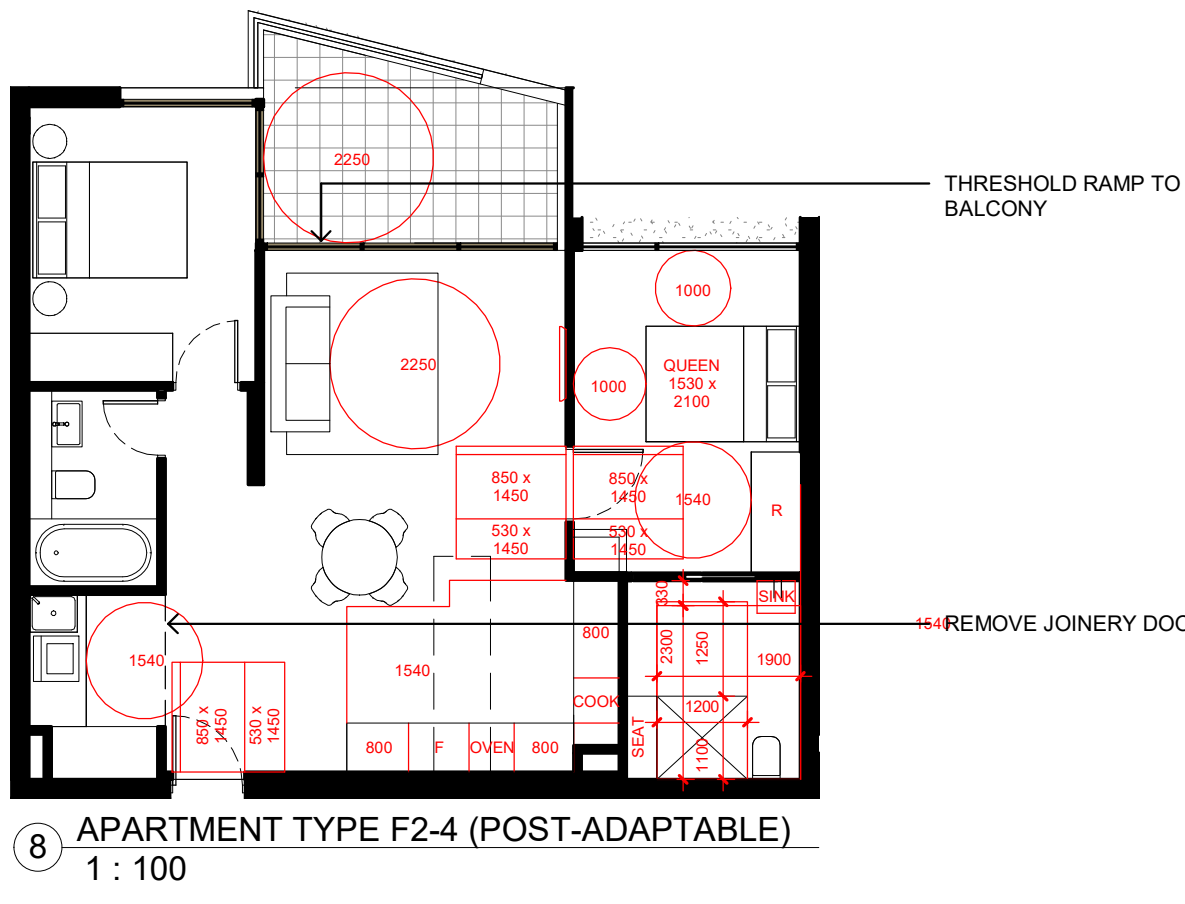 2250
THRESHOLD RAMP TO
BALCONY
1000
2250
1000
QUEEN
1530 x
2100
850 x
1450
850 x
1450
1540
R
530 x
1450
530 x
1450
330
SINK
800
1540
REMOVE JOINERY DOO
2300
1250
1900
1540
1540
COOK
1200
850 x
1450
530 x
1450
SEAT
800
F
OVEN
800
1100
8
APARTMENT TYPE F2-4 (POST-ADAPTABLE)
1 : 100